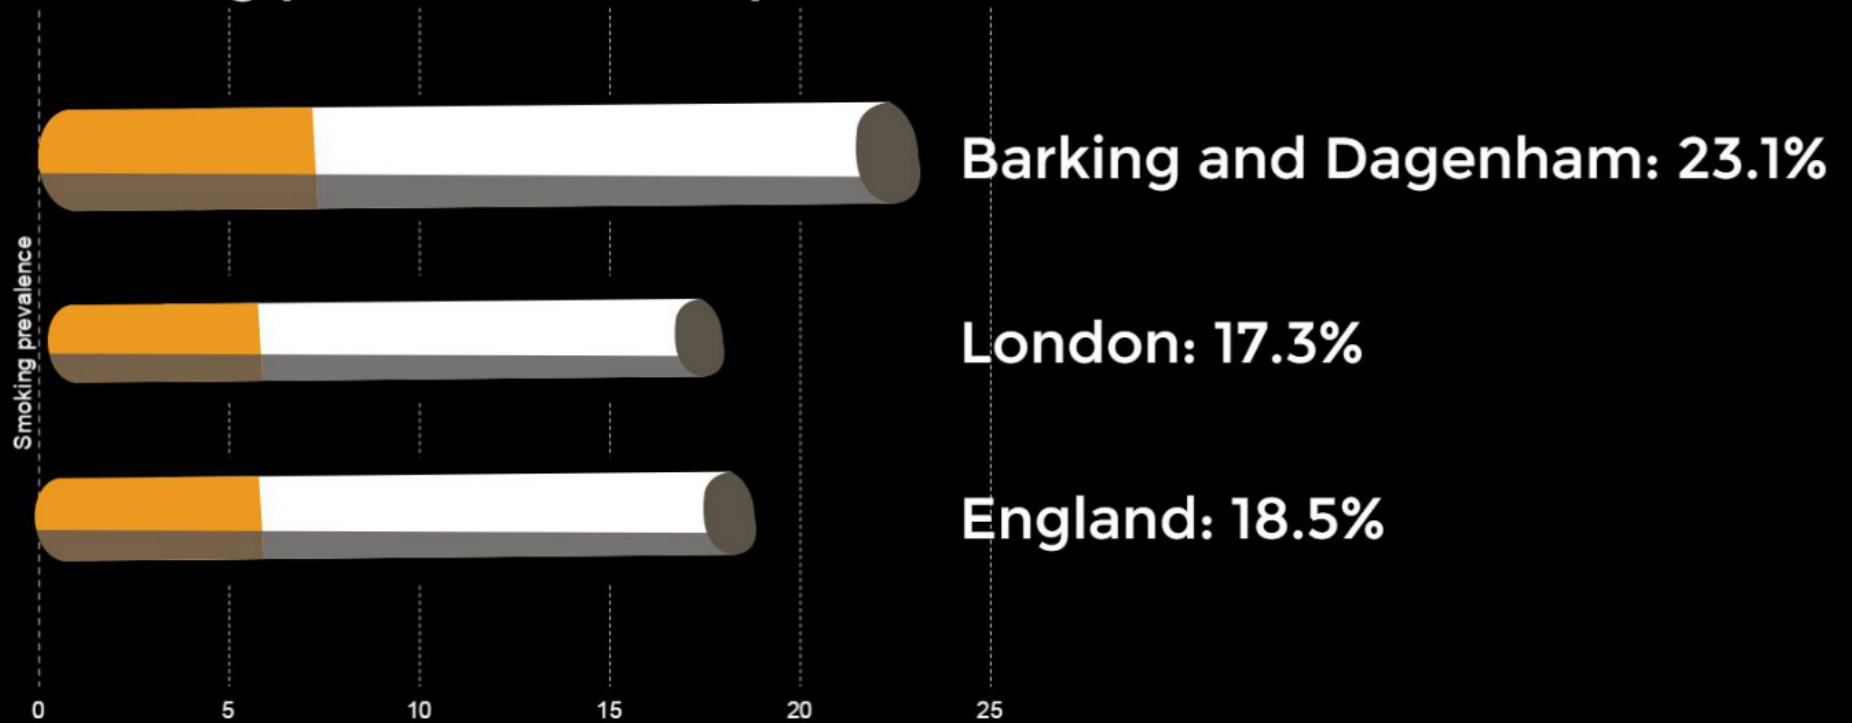 Smoking prevalence
Barking and Dagenham: 23.1%
London: 17.3%
England: 18.5%
0 5 10 15 20 25